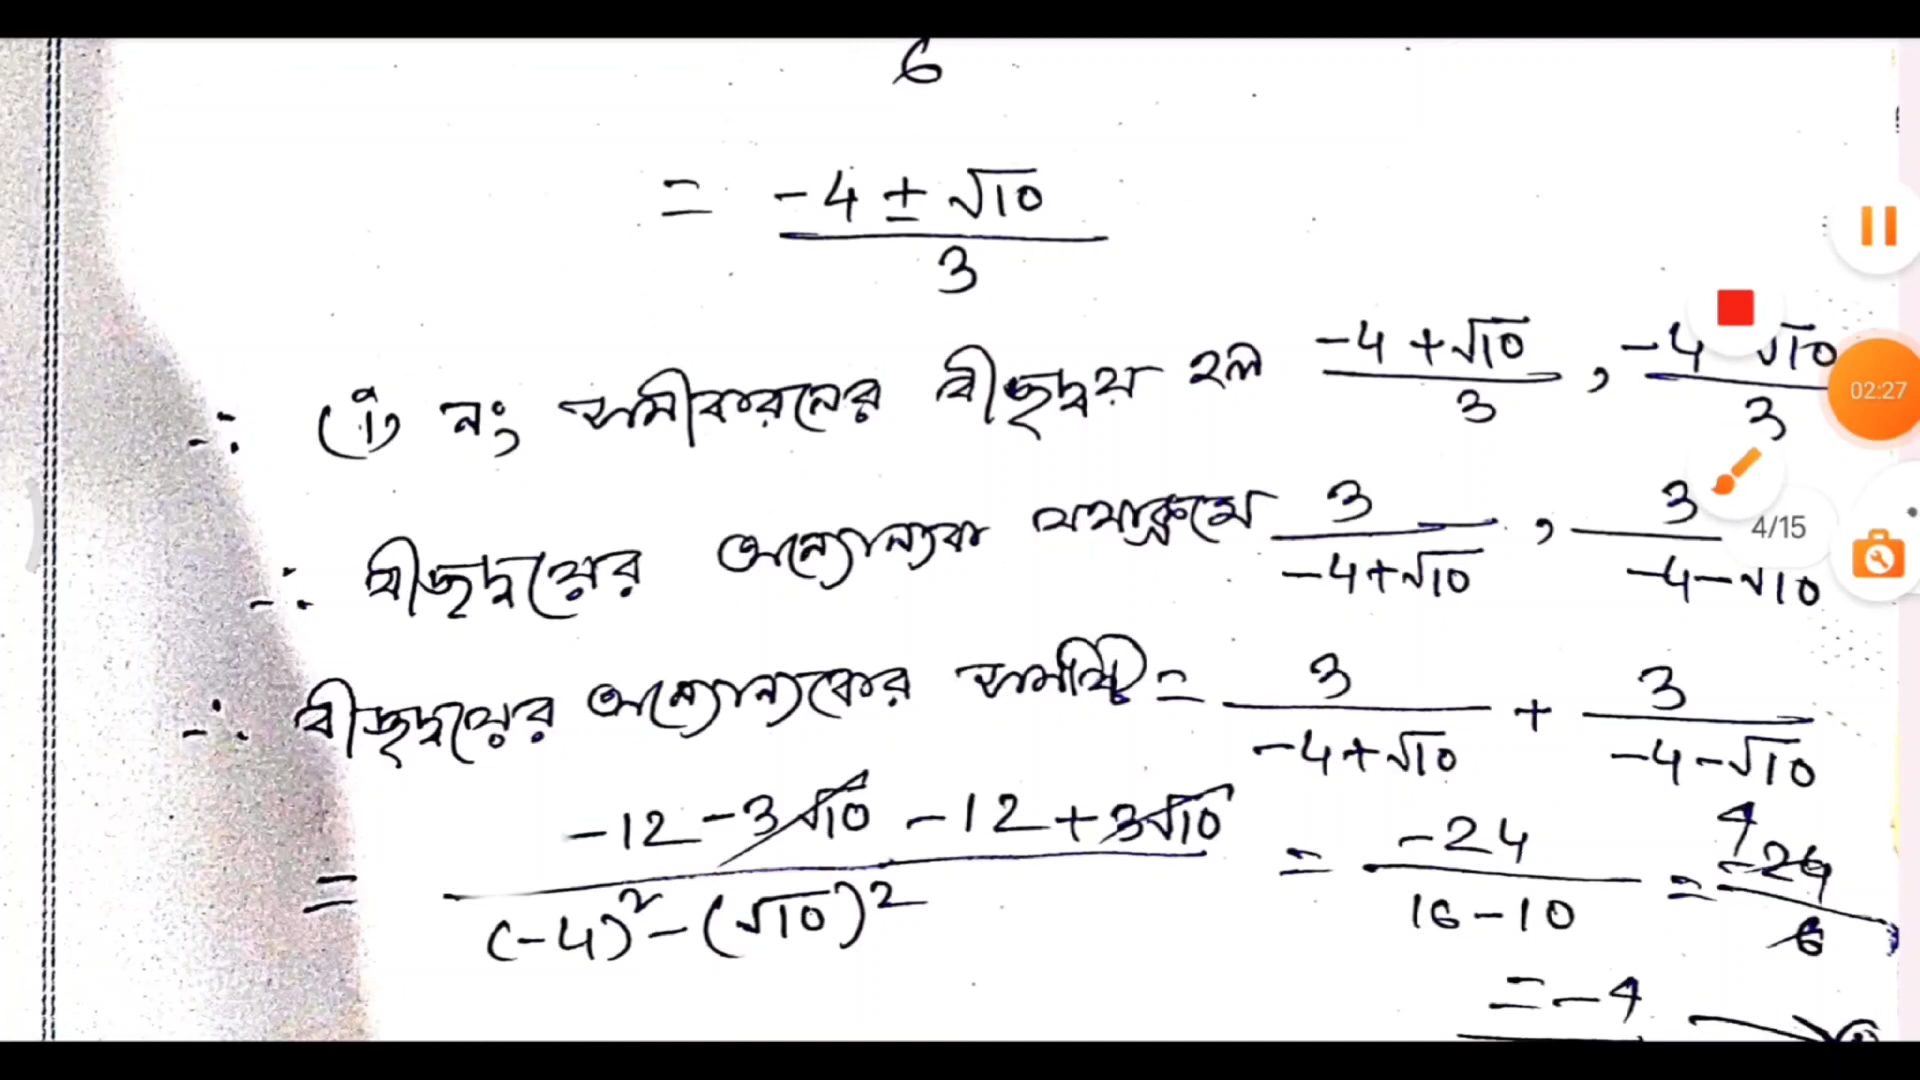 6
= (-4 ± √10)/3
∴ (i) নং সমীকরনের বীজদ্বয় হল (-4+√10)/3 , (-4 √10)/3
02:27
∴ বীজদ্বয়ের অন্যোন্যক যথাক্রমে 3/(-4+√10) , 3/(-4-√10)
4/15
∴ বীজদ্বয়ের অন্যোন্যকের সমষ্টি = 3/(-4+√10) + 3/(-4-√10)
= (-12-3√10-12+3√10)/((-4)²-(√10)²) = -24/(16-10) = -24/6 4
= -4